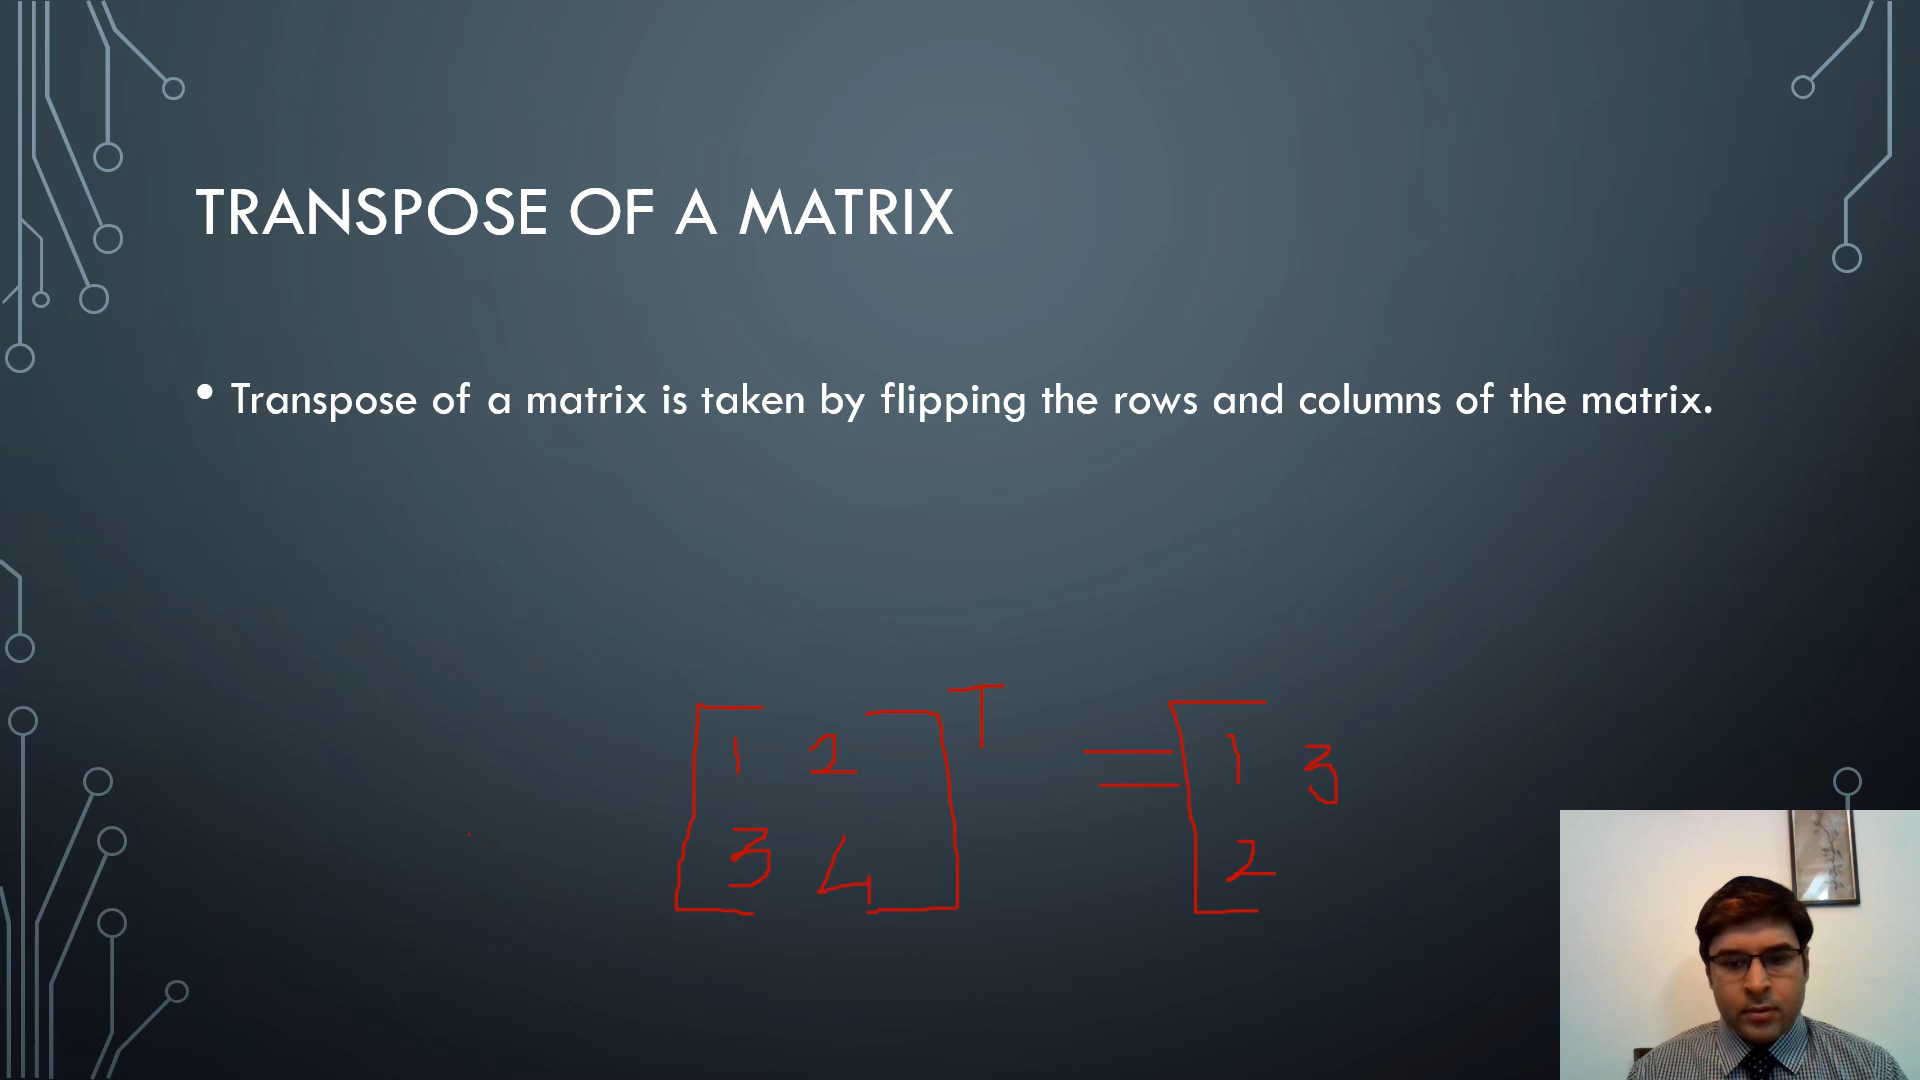 TRANSPOSE OF A MATRIX
• Transpose of a matrix is taken by flipping the rows and columns of the matrix.
T
1 2 = 1 3
3 4 2